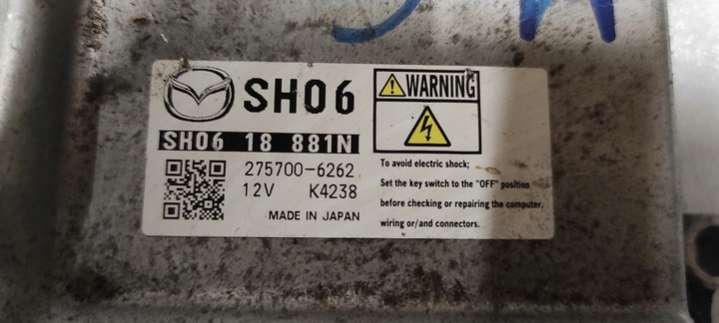 SH06
SH06 18 881N
275700-6262
12V K4238
MADE IN JAPAN
WARNING
To avoid electric shock;
Set the key switch to the "OFF" position
before checking or repairing the computer,
wiring or/and connectors.